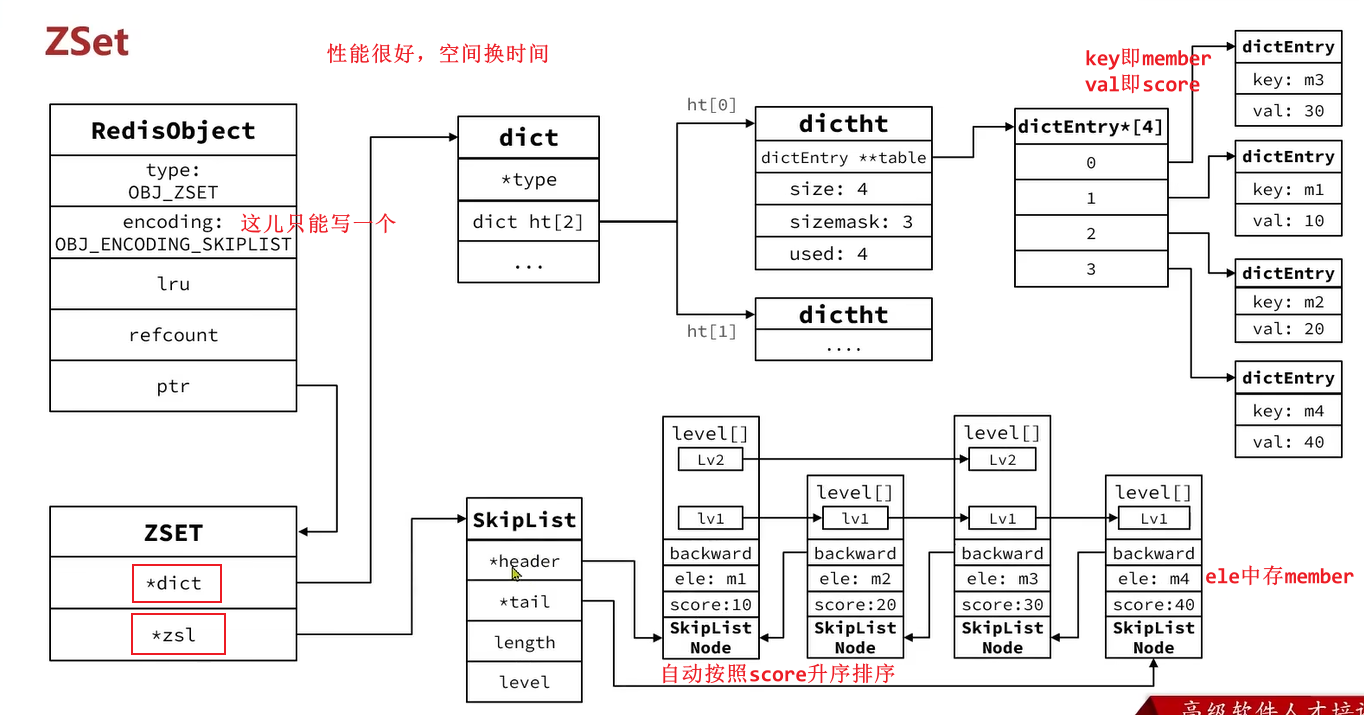 ZSet
性能很好，空间换时间
RedisObject
type:
OBJ_ZSET
encoding:
这儿只能写一个
OBJ_ENCODING_SKIPLIST
lru
refcount
ptr
ZSET
*dict
*zsl
dict
*type
dict ht[2]
...
ht[0]
ht[1]
dictht
dictEntry **table
size: 4
sizemask: 3
used: 4
dictht
....
dictEntry*[4]
0
1
2
3
key即member
val即score
dictEntry
key: m3
val: 30
dictEntry
key: m1
val: 10
dictEntry
key: m2
val: 20
dictEntry
key: m4
val: 40
SkipList
*header
*tail
length
level
level[]
Lv2
lv1
backward
ele: m1
score:10
SkipList
Node
level[]
lv1
backward
ele: m2
score:20
SkipList
Node
level[]
Lv2
Lv1
backward
ele: m3
score:30
SkipList
Node
level[]
Lv1
backward
ele: m4
score:40
SkipList
Node
ele中存member
自动按照score升序排序
高级软件人才培